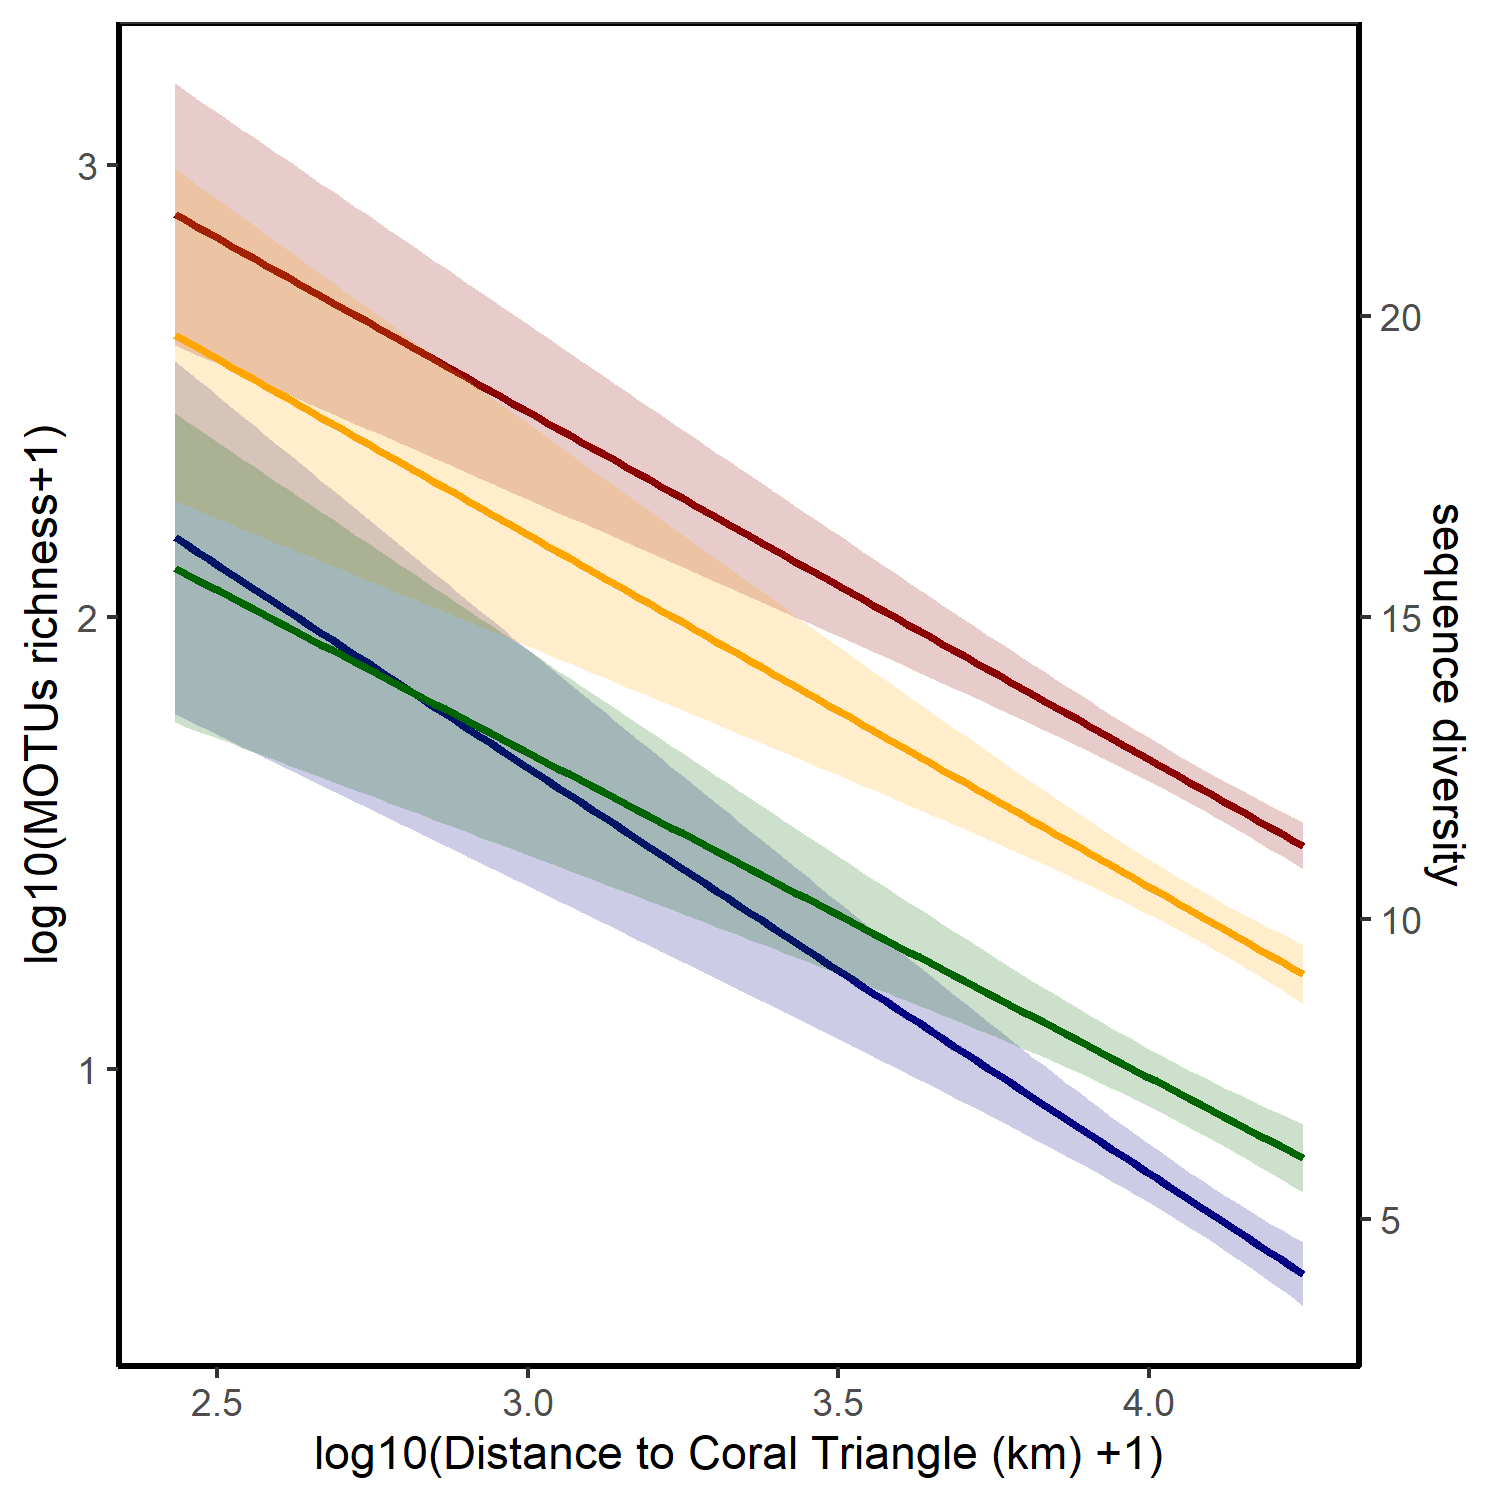 log10(MOTUs richness+1)
3
2
1
20
15
10
5
sequence diversity
2.5 3.0 3.5 4.0
log10(Distance to Coral Triangle (km) +1)